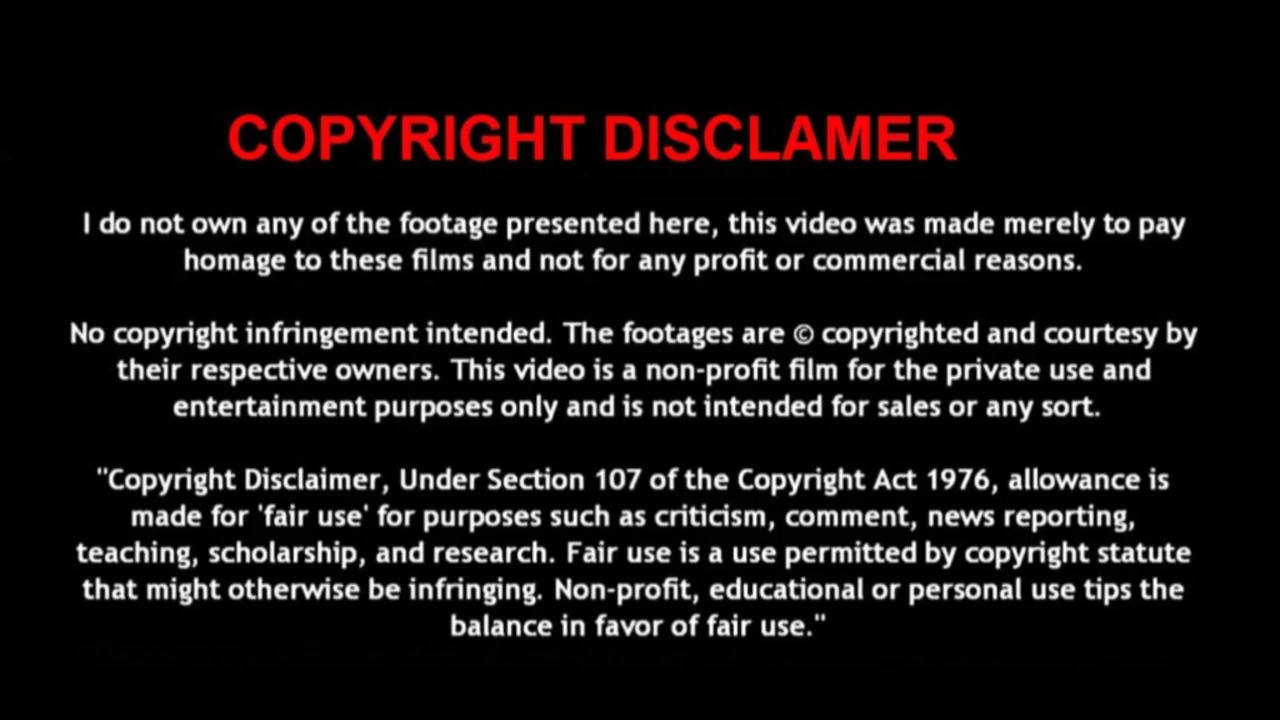 COPYRIGHT DISCLAMER
I do not own any of the footage presented here, this video was made merely to pay
homage to these films and not for any profit or commercial reasons.
No copyright infringement intended. The footages are © copyrighted and courtesy by
their respective owners. This video is a non-profit film for the private use and
entertainment purposes only and is not intended for sales or any sort.
"Copyright Disclaimer, Under Section 107 of the Copyright Act 1976, allowance is
made for 'fair use' for purposes such as criticism, comment, news reporting,
teaching, scholarship, and research. Fair use is a use permitted by copyright statute
that might otherwise be infringing. Non-profit, educational or personal use tips the
balance in favor of fair use."